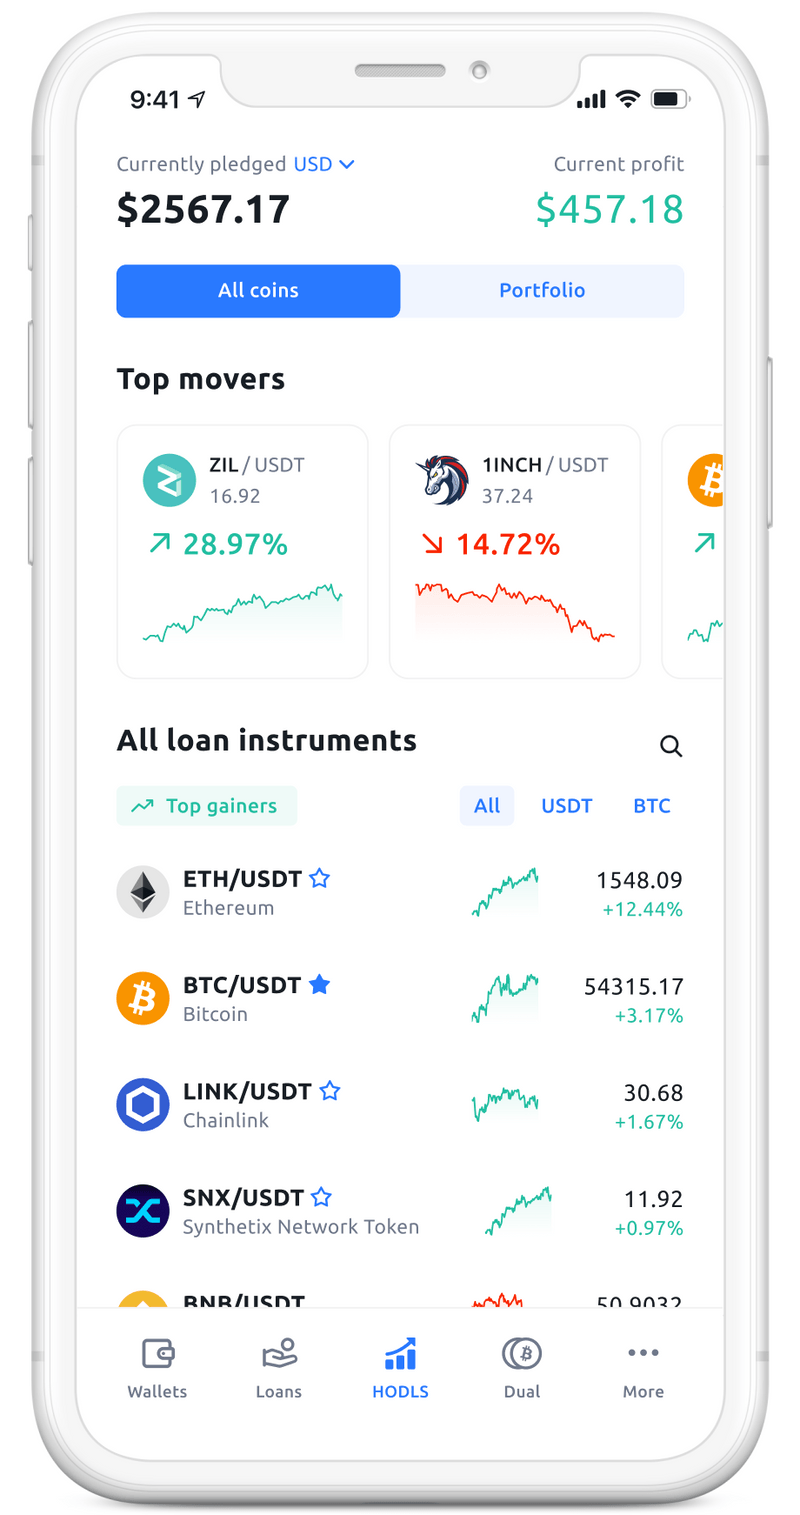 9:41
Currently pledged USD
Current profit
$2567.17
$457.18
All coins
Portfolio
Top movers
ZIL / USDT
16.92
28.97%
1INCH / USDT
37.24
14.72%
All loan instruments
Top gainers
All
USDT
BTC
ETH/USDT
Ethereum
1548.09
+12.44%
BTC/USDT
Bitcoin
54315.17
+3.17%
LINK/USDT
Chainlink
30.68
+1.67%
SNX/USDT
Synthetix Network Token
11.92
+0.97%
BNB/USDT
50.9032
Wallets
Loans
HODLS
Dual
More